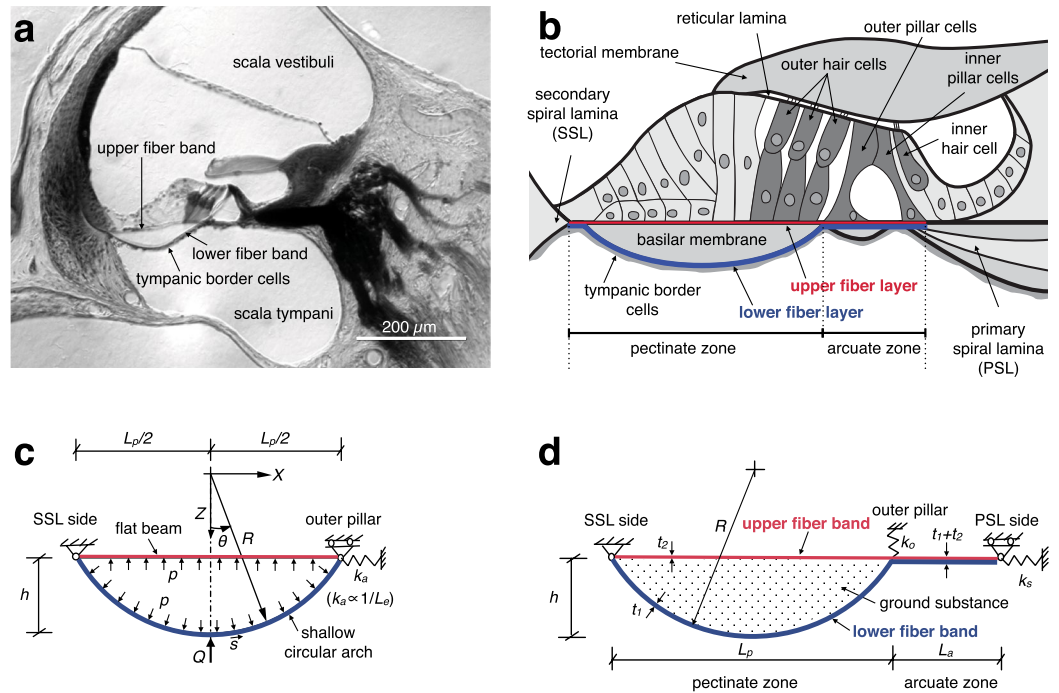 a
scala vestibuli
upper fiber band
lower fiber band
tympanic border cells
scala tympani
200 µm
b
reticular lamina
outer pillar cells
tectorial membrane
outer hair cells
inner
pillar cells
secondary
spiral lamina
(SSL)
inner
hair cell
basilar membrane
tympanic border
cells
upper fiber layer
lower fiber layer
primary
spiral lamina
(PSL)
pectinate zone
arcuate zone
c
Lp/2
Lp/2
X
Z
θ
R
SSL side
flat beam
outer pillar
h
p
p
ka
(ka∝1/Le)
s
Q
shallow
circular arch
d
R
SSL side
upper fiber band
outer pillar
PSL side
t2
ko
t1+t2
ks
h
t1
ground substance
lower fiber band
Lp
La
pectinate zone
arcuate zone